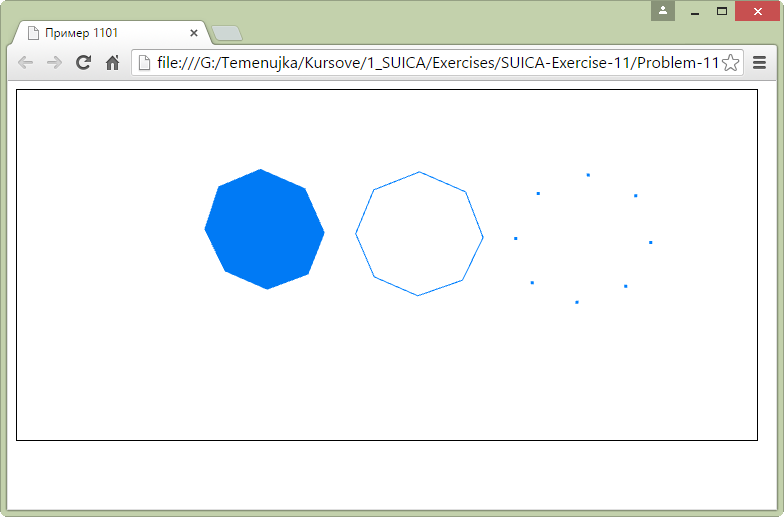 Пример 1101
file:///G:/Temenujka/Kursove/1_SUICA/Exercises/SUICA-Exercise-11/Problem-11